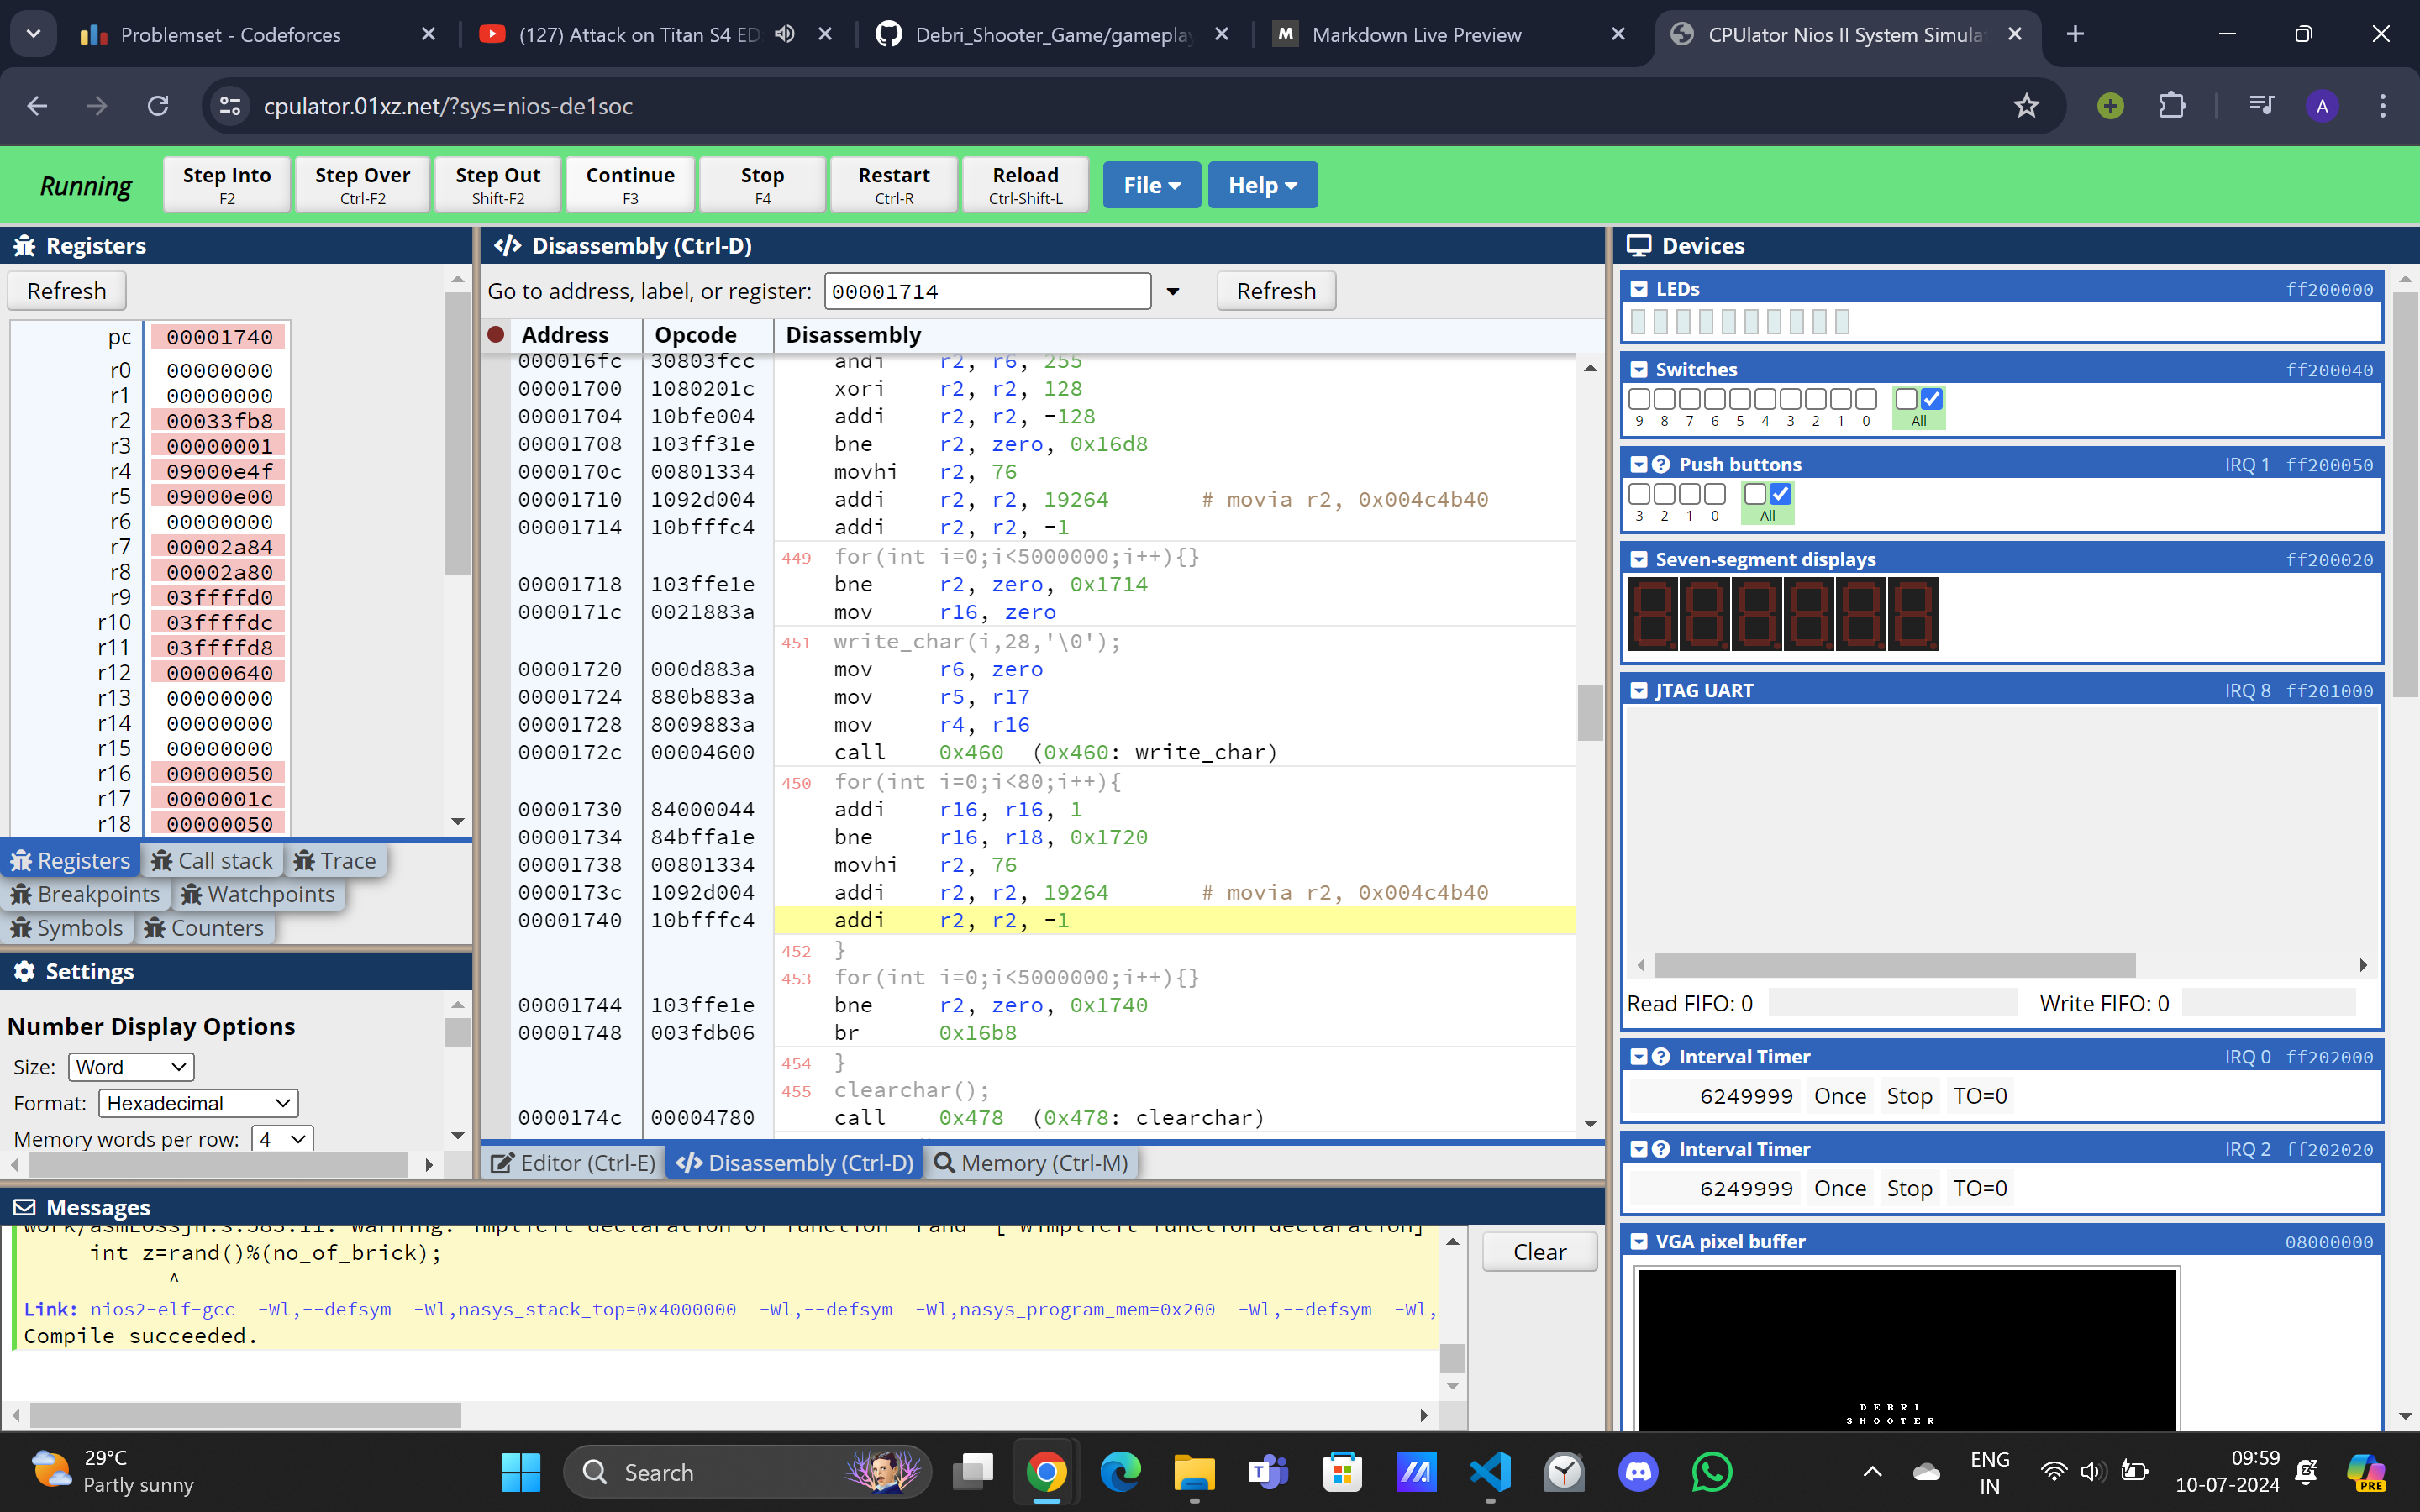 Problemset - Codeforces
(127) Attack on Titan S4 ED
Debri_Shooter_Game/gameplay
M Markdown Live Preview
CPUlator Nios II System Simula
cpulator.01xz.net/?sys=nios-de1soc
A
Running
Step Into F2
Step Over Ctrl-F2
Step Out Shift-F2
Continue F3
Stop F4
Restart Ctrl-R
Reload Ctrl-Shift-L
File
Help
Registers
Refresh
pc 00001740
r0 00000000
r1 00000000
r2 00033fb8
r3 00000001
r4 09000e4f
r5 09000e00
r6 00000000
r7 00002a84
r8 00002a80
r9 03ffffd0
r10 03ffffdc
r11 03ffffd8
r12 00000640
r13 00000000
r14 00000000
r15 00000000
r16 00000050
r17 0000001c
r18 00000050
Registers Call stack Trace
Breakpoints Watchpoints
Symbols Counters
Settings
Number Display Options
Size: Word
Format: Hexadecimal
Memory words per row: 4
</> Disassembly (Ctrl-D)
Go to address, label, or register: 00001714 Refresh
Address Opcode Disassembly
000016fc 30803fcc andi r2, r6, 255
00001700 1080201c xori r2, r2, 128
00001704 10bfe004 addi r2, r2, -128
00001708 103ff31e bne r2, zero, 0x16d8
0000170c 00801334 movhi r2, 76
00001710 1092d004 addi r2, r2, 19264 # movia r2, 0x004c4b40
00001714 10bfffc4 addi r2, r2, -1
449 for(int i=0;i<5000000;i++){}
00001718 103ffe1e bne r2, zero, 0x1714
0000171c 0021883a mov r16, zero
451 write_char(i,28,'\0');
00001720 000d883a mov r6, zero
00001724 880b883a mov r5, r17
00001728 8009883a mov r4, r16
0000172c 00004600 call 0x460 (0x460: write_char)
450 for(int i=0;i<80;i++){
00001730 84000044 addi r16, r16, 1
00001734 84bffa1e bne r16, r18, 0x1720
00001738 00801334 movhi r2, 76
0000173c 1092d004 addi r2, r2, 19264 # movia r2, 0x004c4b40
00001740 10bfffc4 addi r2, r2, -1
452 }
453 for(int i=0;i<5000000;i++){}
00001744 103ffe1e bne r2, zero, 0x1740
00001748 003fdb06 br 0x16b8
454 }
455 clearchar();
0000174c 00004780 call 0x478 (0x478: clearchar)
Editor (Ctrl-E) </> Disassembly (Ctrl-D) Memory (Ctrl-M)
Messages
int z=rand()%(no_of_brick);
^
Link: nios2-elf-gcc -Wl,--defsym -Wl,nasys_stack_top=0x4000000 -Wl,--defsym -Wl,nasys_program_mem=0x200 -Wl,--defsym -Wl,
Compile succeeded.
Clear
Devices
LEDs ff200000
Switches ff200040
9 8 7 6 5 4 3 2 1 0 All
? Push buttons IRQ 1 ff200050
3 2 1 0 All
Seven-segment displays ff200020
JTAG UART IRQ 8 ff201000
Read FIFO: 0 Write FIFO: 0
? Interval Timer IRQ 0 ff202000
6249999 Once Stop TO=0
? Interval Timer IRQ 2 ff202020
6249999 Once Stop TO=0
VGA pixel buffer 08000000
DEBRI
SHOOTER
29°C
Partly sunny
Search
ENG
IN
09:59
10-07-2024
PRE